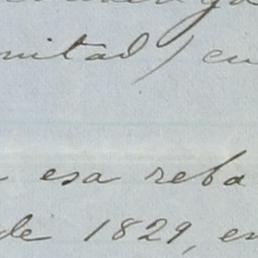 mitad) en
esa reba
de 1829, en